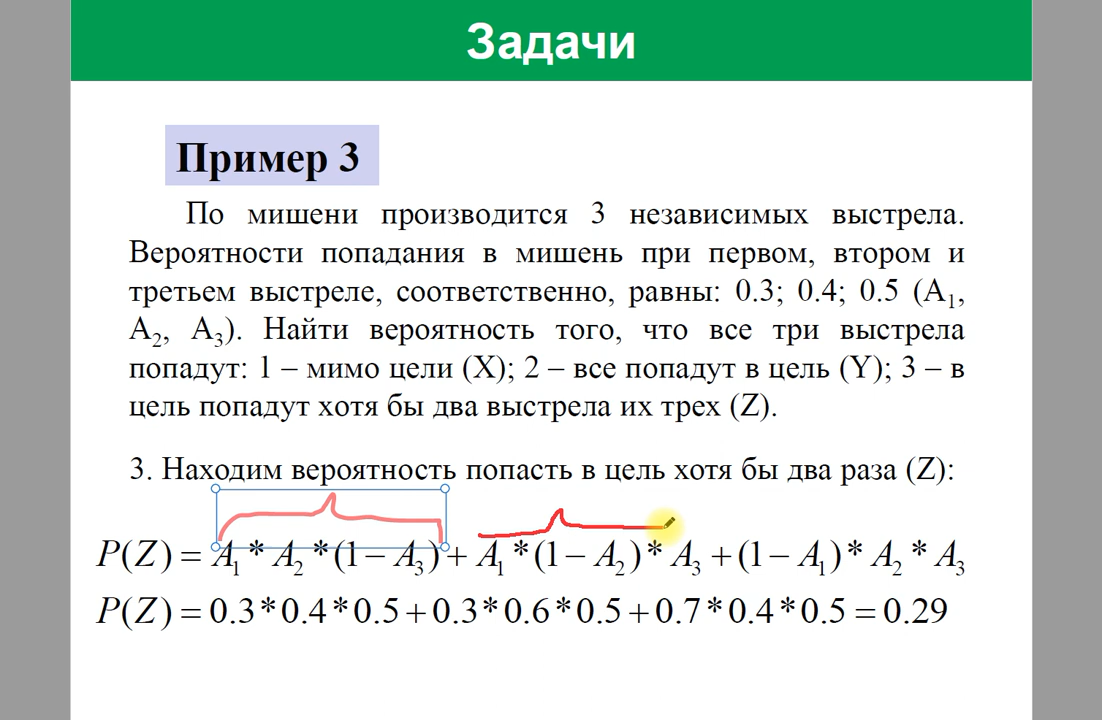 Задачи
Пример 3
По мишени производится 3 независимых выстрела.
Вероятности попадания в мишень при первом, втором и
третьем выстреле, соответственно, равны: 0.3; 0.4; 0.5 (А₁,
А₂, А₃). Найти вероятность того, что все три выстрела
попадут: 1 – мимо цели (X); 2 – все попадут в цель (Y); 3 – в
цель попадут хотя бы два выстрела их трех (Z).
3. Находим вероятность попасть в цель хотя бы два раза (Z):
P(Z) = A₁ * A₂ * (1 − A₃) + A₁ * (1 − A₂) * A₃ + (1 − A₁) * A₂ * A₃
P(Z) = 0.3 * 0.4 * 0.5 + 0.3 * 0.6 * 0.5 + 0.7 * 0.4 * 0.5 = 0.29